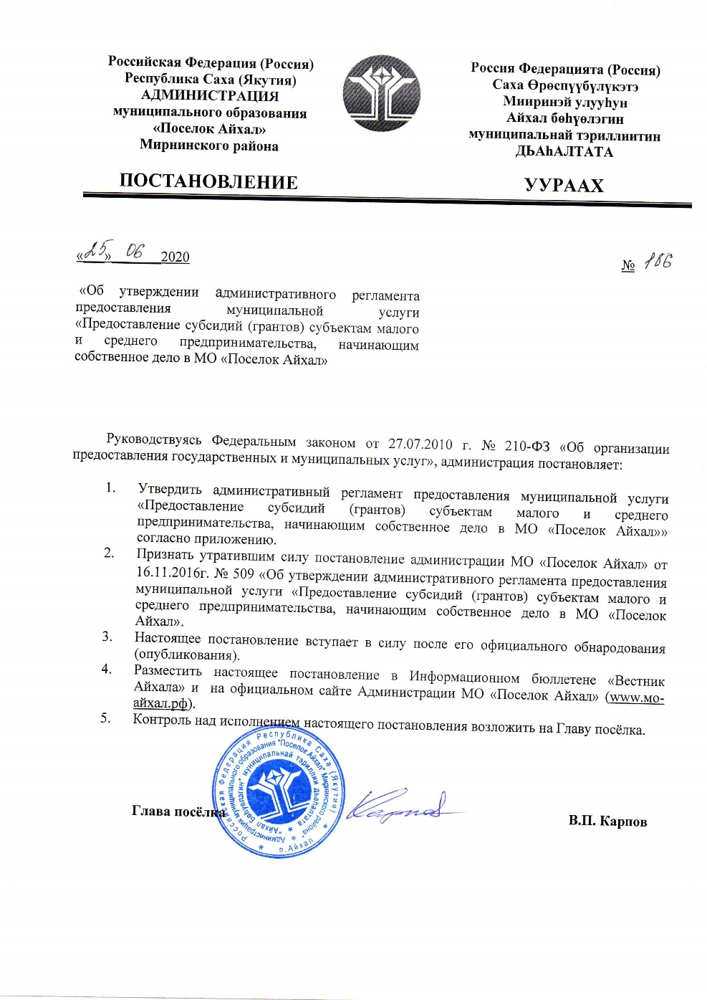 Российская Федерация (Россия)
Республика Саха (Якутия)
АДМИНИСТРАЦИЯ
муниципального образования
«Поселок Айхал»
Мирнинского района
ПОСТАНОВЛЕНИЕ
Россия Федерацията (Россия)
Саха Өрөспүүбүлүкэтэ
Мииринэй улууһун
Айхал бөһүөлэгин
муниципальнай тэриллиитин
ДЬАһАЛТАТА
УУРААХ
«25» 06 2020
№ 186
«Об утверждении административного регламента
предоставления муниципальной услуги
«Предоставление субсидий (грантов) субъектам малого
и среднего предпринимательства, начинающим
собственное дело в МО «Поселок Айхал»
Руководствуясь Федеральным законом от 27.07.2010 г. № 210-ФЗ «Об организации
предоставления государственных и муниципальных услуг», администрация постановляет:
1. Утвердить административный регламент предоставления муниципальной услуги
«Предоставление субсидий (грантов) субъектам малого и среднего
предпринимательства, начинающим собственное дело в МО «Поселок Айхал»»
согласно приложению.
2. Признать утратившим силу постановление администрации МО «Поселок Айхал» от
16.11.2016г. № 509 «Об утверждении административного регламента предоставления
муниципальной услуги «Предоставление субсидий (грантов) субъектам малого и
среднего предпринимательства, начинающим собственное дело в МО «Поселок
Айхал».
3. Настоящее постановление вступает в силу после его официального обнародования
(опубликования).
4. Разместить настоящее постановление в Информационном бюллетене «Вестник
Айхала» и на официальном сайте Администрации МО «Поселок Айхал» (www.мо-
айхал.рф).
5. Контроль над исполнением настоящего постановления возложить на Главу посёлка.
Глава посёлка
В.П. Карпов
Российская Федерация Республика Саха (Якутия)
* п.Айхал *
Администрация муниципального образования "Поселок Айхал" Мирнинского района"
"Айхал Бөһүөлэгин" муниципальнай тэриллии дьаһалтата